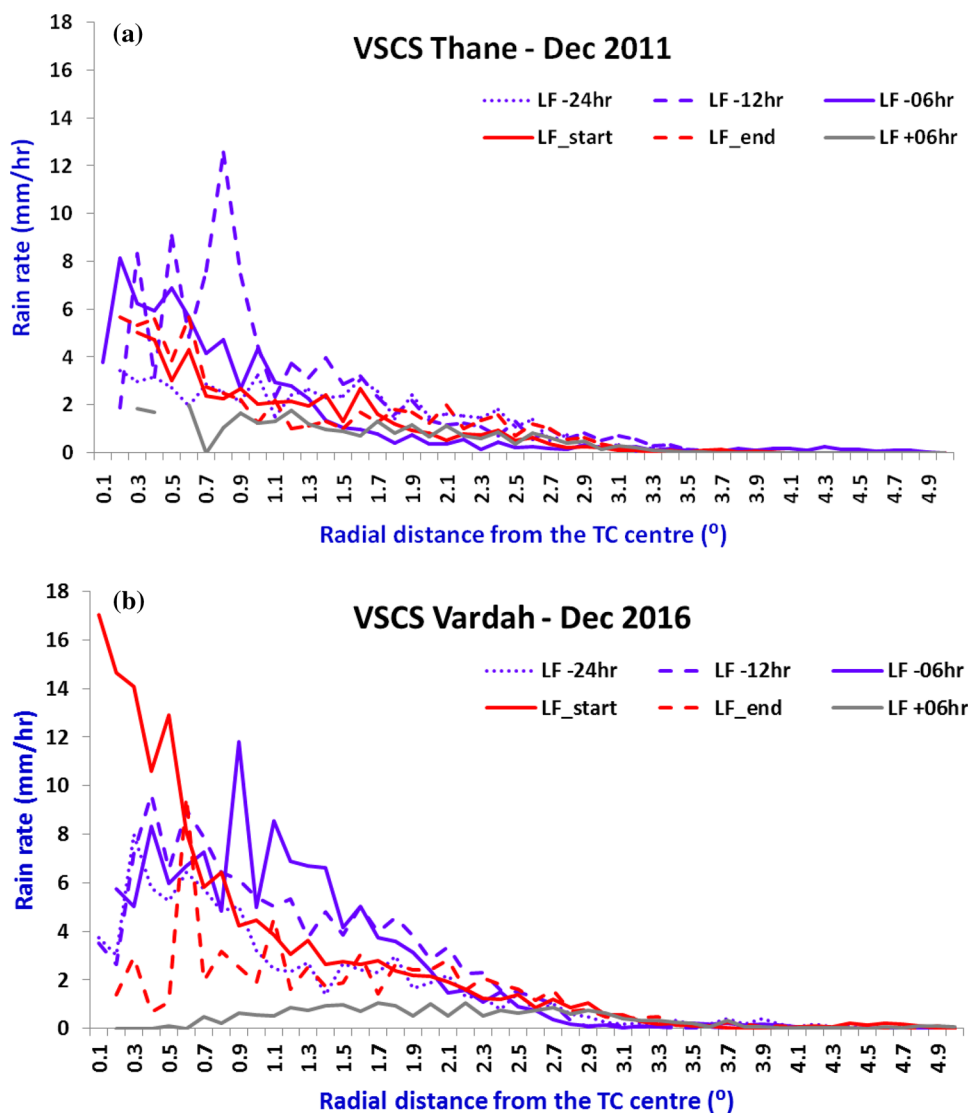 (a)
VSCS Thane - Dec 2011
LF -24hr LF -12hr LF -06hr
LF_start LF_end LF +06hr
Rain rate (mm/hr)
18
16
14
12
10
8
6
4
2
0
0.1 0.3 0.5 0.7 0.9 1.1 1.3 1.5 1.7 1.9 2.1 2.3 2.5 2.7 2.9 3.1 3.3 3.5 3.7 3.9 4.1 4.3 4.5 4.7 4.9
Radial distance from the TC centre (⁰)
(b)
VSCS Vardah - Dec 2016
LF -24hr LF -12hr LF -06hr
LF_start LF_end LF +06hr
Rain rate (mm/hr)
18
16
14
12
10
8
6
4
2
0
0.1 0.3 0.5 0.7 0.9 1.1 1.3 1.5 1.7 1.9 2.1 2.3 2.5 2.7 2.9 3.1 3.3 3.5 3.7 3.9 4.1 4.3 4.5 4.7 4.9
Radial distance from the TC centre (⁰)